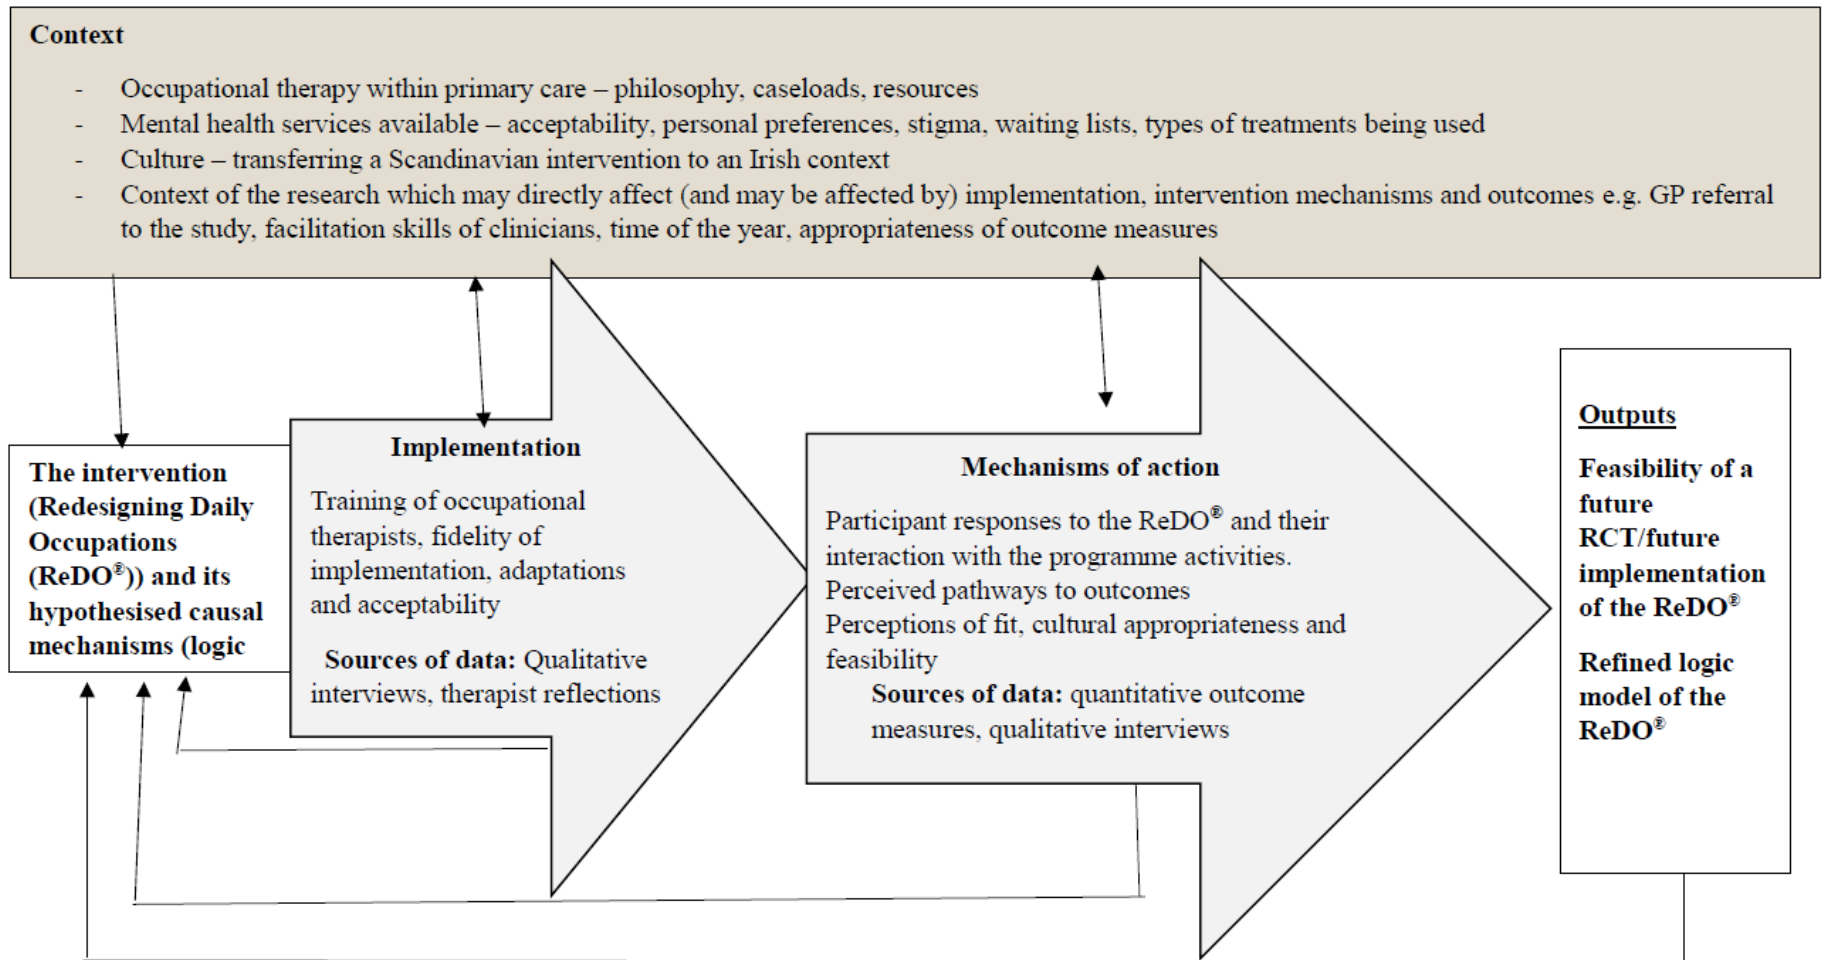 Context
- Occupational therapy within primary care – philosophy, caseloads, resources
- Mental health services available – acceptability, personal preferences, stigma, waiting lists, types of treatments being used
- Culture – transferring a Scandinavian intervention to an Irish context
- Context of the research which may directly affect (and may be affected by) implementation, intervention mechanisms and outcomes e.g. GP referral
to the study, facilitation skills of clinicians, time of the year, appropriateness of outcome measures
The intervention
(Redesigning Daily
Occupations
(ReDO®)) and its
hypothesised causal
mechanisms (logic
Implementation
Training of occupational
therapists, fidelity of
implementation, adaptations
and acceptability
Sources of data: Qualitative
interviews, therapist reflections
Mechanisms of action
Participant responses to the ReDO® and their
interaction with the programme activities.
Perceived pathways to outcomes
Perceptions of fit, cultural appropriateness and
feasibility
Sources of data: quantitative outcome
measures, qualitative interviews
Outputs
Feasibility of a
future
RCT/future
implementation
of the ReDO®
Refined logic
model of the
ReDO®